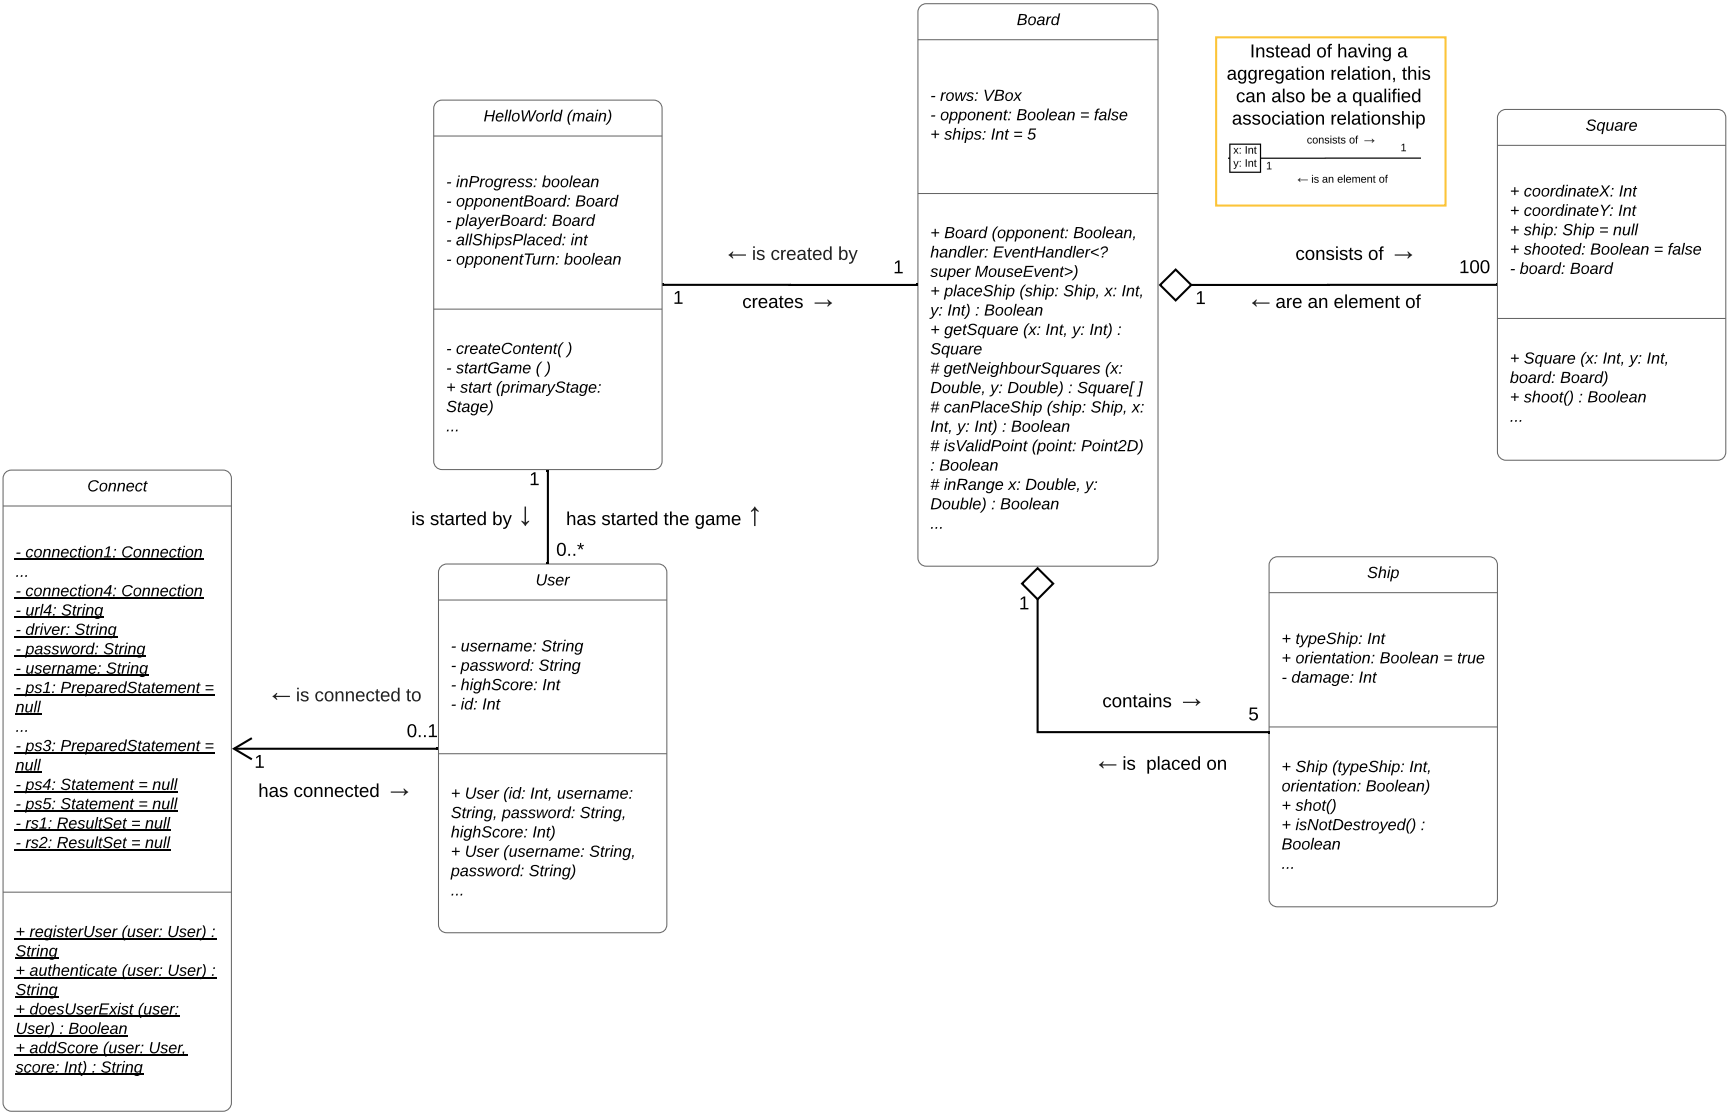 Board
- rows: VBox
- opponent: Boolean = false
+ ships: Int = 5
+ Board (opponent: Boolean,
handler: EventHandler<?
super MouseEvent>)
+ placeShip (ship: Ship, x: Int,
y: Int) : Boolean
+ getSquare (x: Int, y: Int) :
Square
# getNeighbourSquares (x:
Double, y: Double) : Square[ ]
# canPlaceShip (ship: Ship, x:
Int, y: Int) : Boolean
# isValidPoint (point: Point2D)
: Boolean
# inRange x: Double, y:
Double) : Boolean
...
Instead of having a
aggregation relation, this
can also be a qualified
association relationship
consists of →
x: Int
y: Int
1
1
← is an element of
Square
+ coordinateX: Int
+ coordinateY: Int
+ ship: Ship = null
+ shooted: Boolean = false
- board: Board
+ Square (x: Int, y: Int,
board: Board)
+ shoot() : Boolean
...
consists of →
100
1
← are an element of
HelloWorld (main)
- inProgress: boolean
- opponentBoard: Board
- playerBoard: Board
- allShipsPlaced: int
- opponentTurn: boolean
- createContent( )
- startGame ( )
+ start (primaryStage:
Stage)
...
← is created by
1
1
creates →
1
is started by ↓
has started the game ↑
0..*
User
- username: String
- password: String
- highScore: Int
- id: Int
+ User (id: Int, username:
String, password: String,
highScore: Int)
+ User (username: String,
password: String)
...
Connect
- connection1: Connection
...
- connection4: Connection
- url4: String
- driver: String
- password: String
- username: String
- ps1: PreparedStatement =
null
...
- ps3: PreparedStatement =
null
- ps4: Statement = null
- ps5: Statement = null
- rs1: ResultSet = null
- rs2: ResultSet = null
+ registerUser (user: User) :
String
+ authenticate (user: User) :
String
+ doesUserExist (user:
User) : Boolean
+ addScore (user: User,
score: Int) : String
← is connected to
0..1
1
has connected →
1
contains →
5
← is placed on
Ship
+ typeShip: Int
+ orientation: Boolean = true
- damage: Int
+ Ship (typeShip: Int,
orientation: Boolean)
+ shot()
+ isNotDestroyed() :
Boolean
...